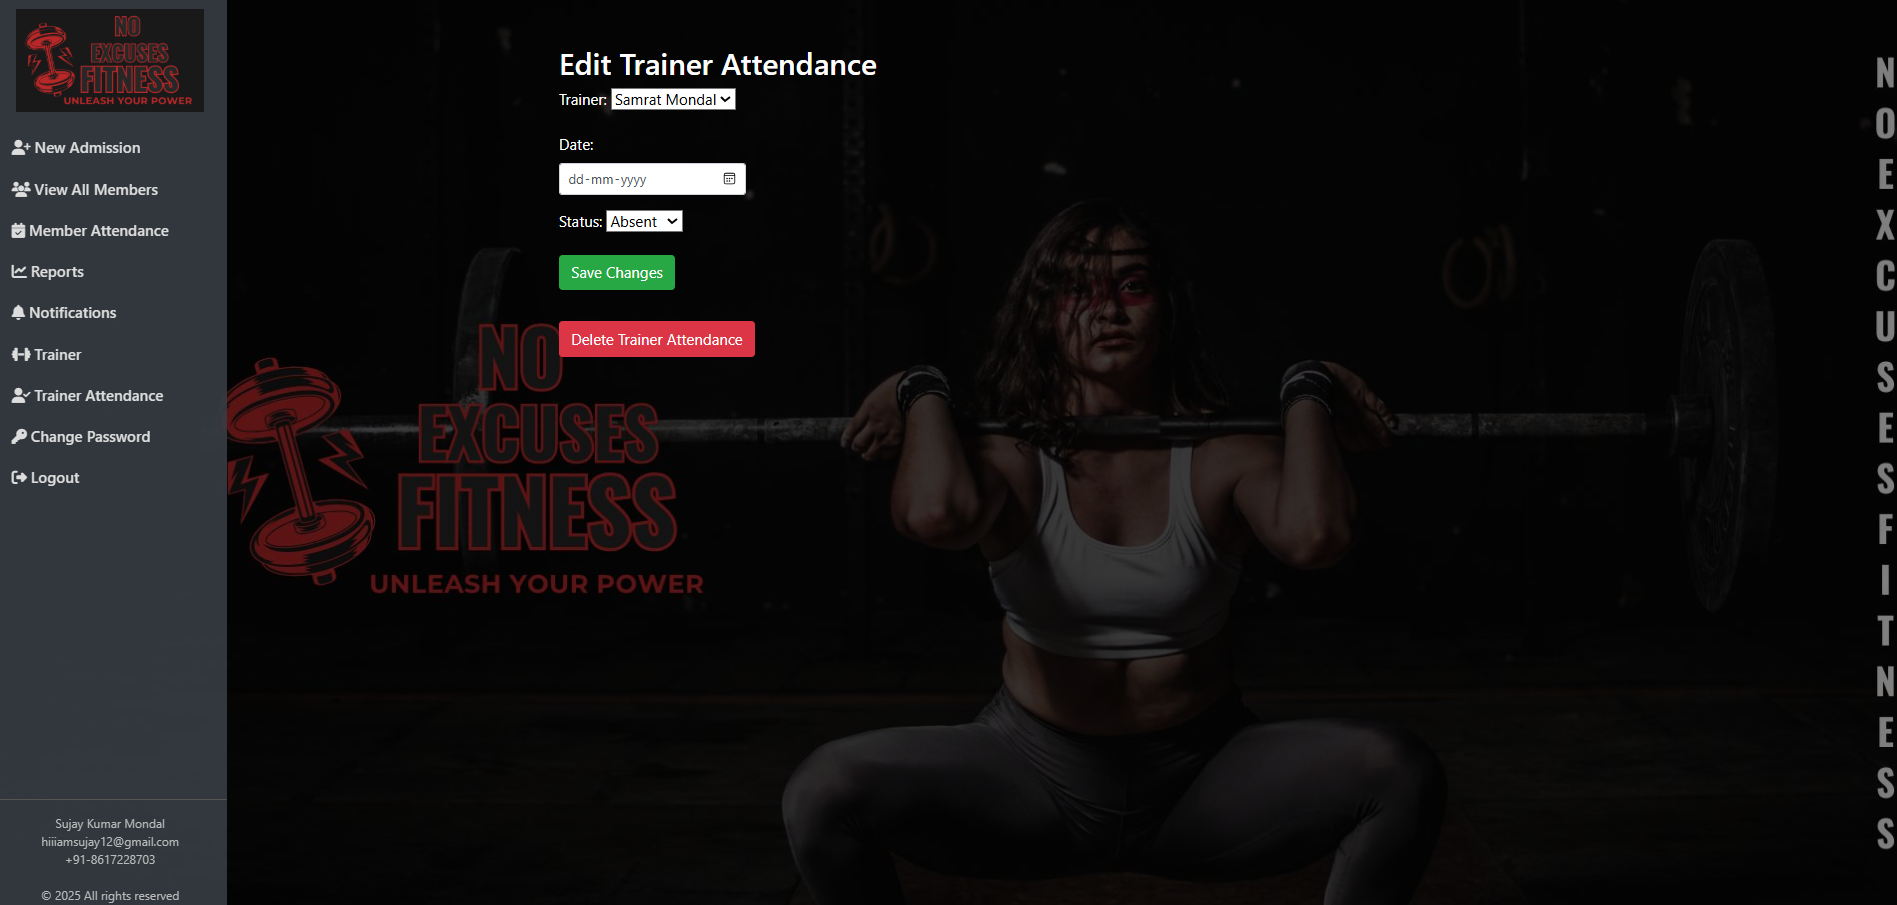 NO
EXCUSES
FITNESS
UNLEASH YOUR POWER
New Admission
View All Members
Member Attendance
Reports
Notifications
Trainer
Trainer Attendance
Change Password
Logout
Sujay Kumar Mondal
hiiiamsujay12@gmail.com
+91-8617228703
© 2025 All rights reserved
Edit Trainer Attendance
Trainer: Samrat Mondal
Date:
dd-mm-yyyy
Status: Absent
Save Changes
Delete Trainer Attendance
NO
EXCUSES
FITNESS
UNLEASH YOUR POWER
NOEXCUSESFITNESS